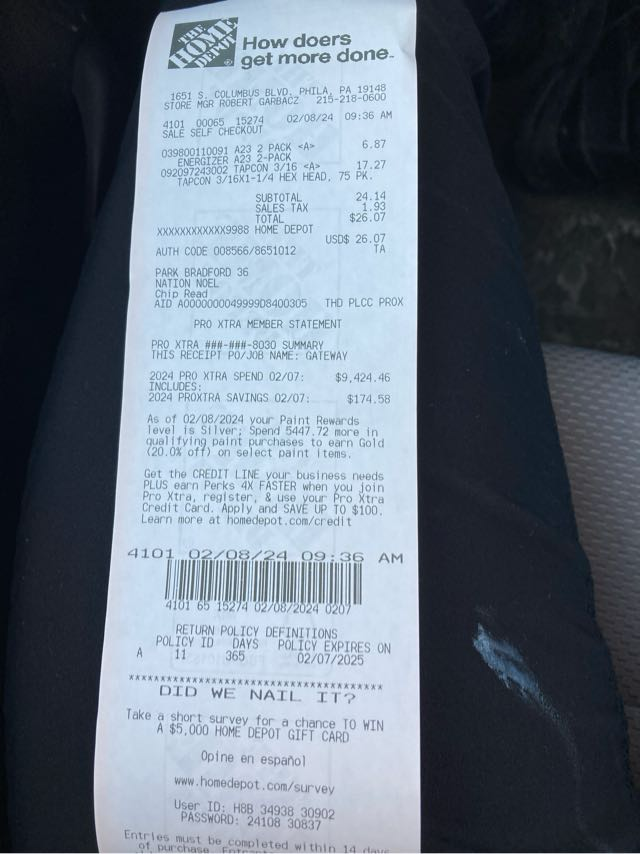 THE
HOME
DEPOT
How doers
get more done™
1651 S. COLUMBUS BLVD, PHILA, PA 19148
STORE MGR ROBERT GARBACZ 215-218-0600
4101 00065 15274 02/08/24 09:36 AM
SALE SELF CHECKOUT
039800110091 A23 2 PACK <A> 6.87
ENERGIZER A23 2-PACK
092097243002 TAPCON 3/16 <A> 17.27
TAPCON 3/16X1-1/4 HEX HEAD, 75 PK.
SUBTOTAL 24.14
SALES TAX 1.93
TOTAL $26.07
XXXXXXXXXXXX9988 HOME DEPOT
USD$ 26.07
AUTH CODE 008566/8651012 TA
PARK BRADFORD 36
NATION NOEL
Chip Read
AID A0000000049999D8400305 THD PLCC PROX
PRO XTRA MEMBER STATEMENT
PRO XTRA ###-###-8030 SUMMARY
THIS RECEIPT PO/JOB NAME: GATEWAY
2024 PRO XTRA SPEND 02/07: $9,424.46
INCLUDES:
2024 PROXTRA SAVINGS 02/07: $174.58
As of 02/08/2024 your Paint Rewards
level is Silver; Spend 5447.72 more in
qualifying paint purchases to earn Gold
(20.0% off) on select paint items.
Get the CREDIT LINE your business needs
PLUS earn Perks 4X FASTER when you join
Pro Xtra, register, & use your Pro Xtra
Credit Card. Apply and SAVE UP TO $100.
Learn more at homedepot.com/credit
4101 02/08/24 09:36 AM
4101 65 15274 02/08/2024 0207
RETURN POLICY DEFINITIONS
POLICY ID DAYS POLICY EXPIRES ON
A 11 365 02/07/2025
****************************************
DID WE NAIL IT?
Take a short survey for a chance TO WIN
A $5,000 HOME DEPOT GIFT CARD
Opine en español
www.homedepot.com/survey
User ID: H8B 34938 30902
PASSWORD: 24108 30837
Entries must be completed within 14 days
of purchase.